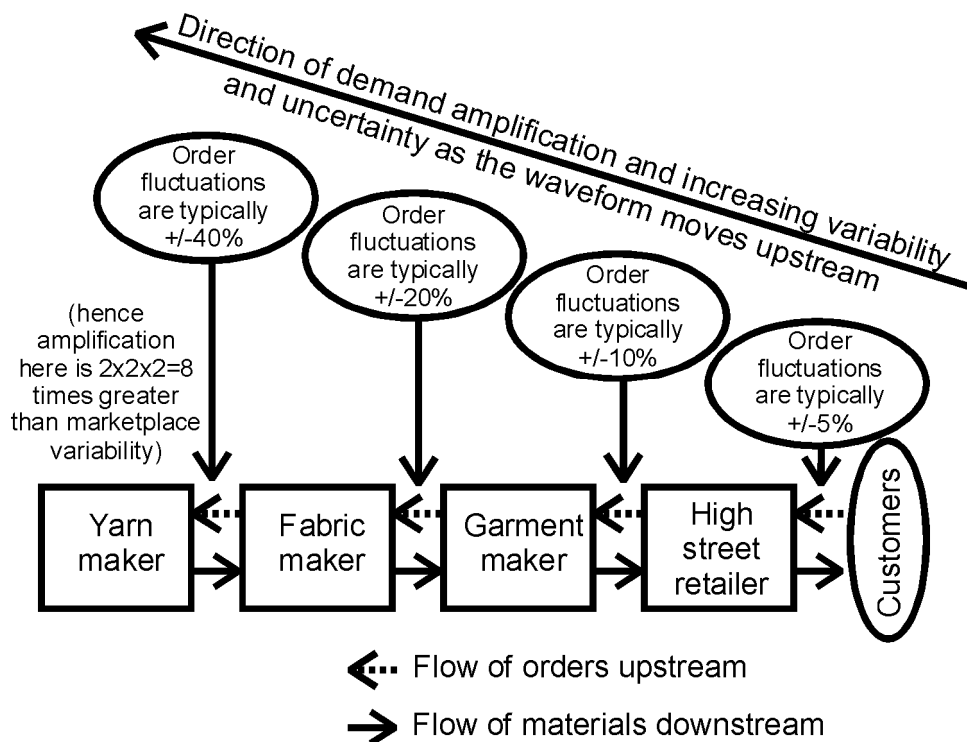 Direction of demand amplification and increasing variability
and uncertainty as the waveform moves upstream
Order
fluctuations
are typically
+/-40%
Order
fluctuations
are typically
+/-20%
Order
fluctuations
are typically
+/-10%
Order
fluctuations
are typically
+/-5%
(hence
amplification
here is 2x2x2=8
times greater
than marketplace
variability)
Yarn
maker
Fabric
maker
Garment
maker
High
street
retailer
Customers
Flow of orders upstream
Flow of materials downstream